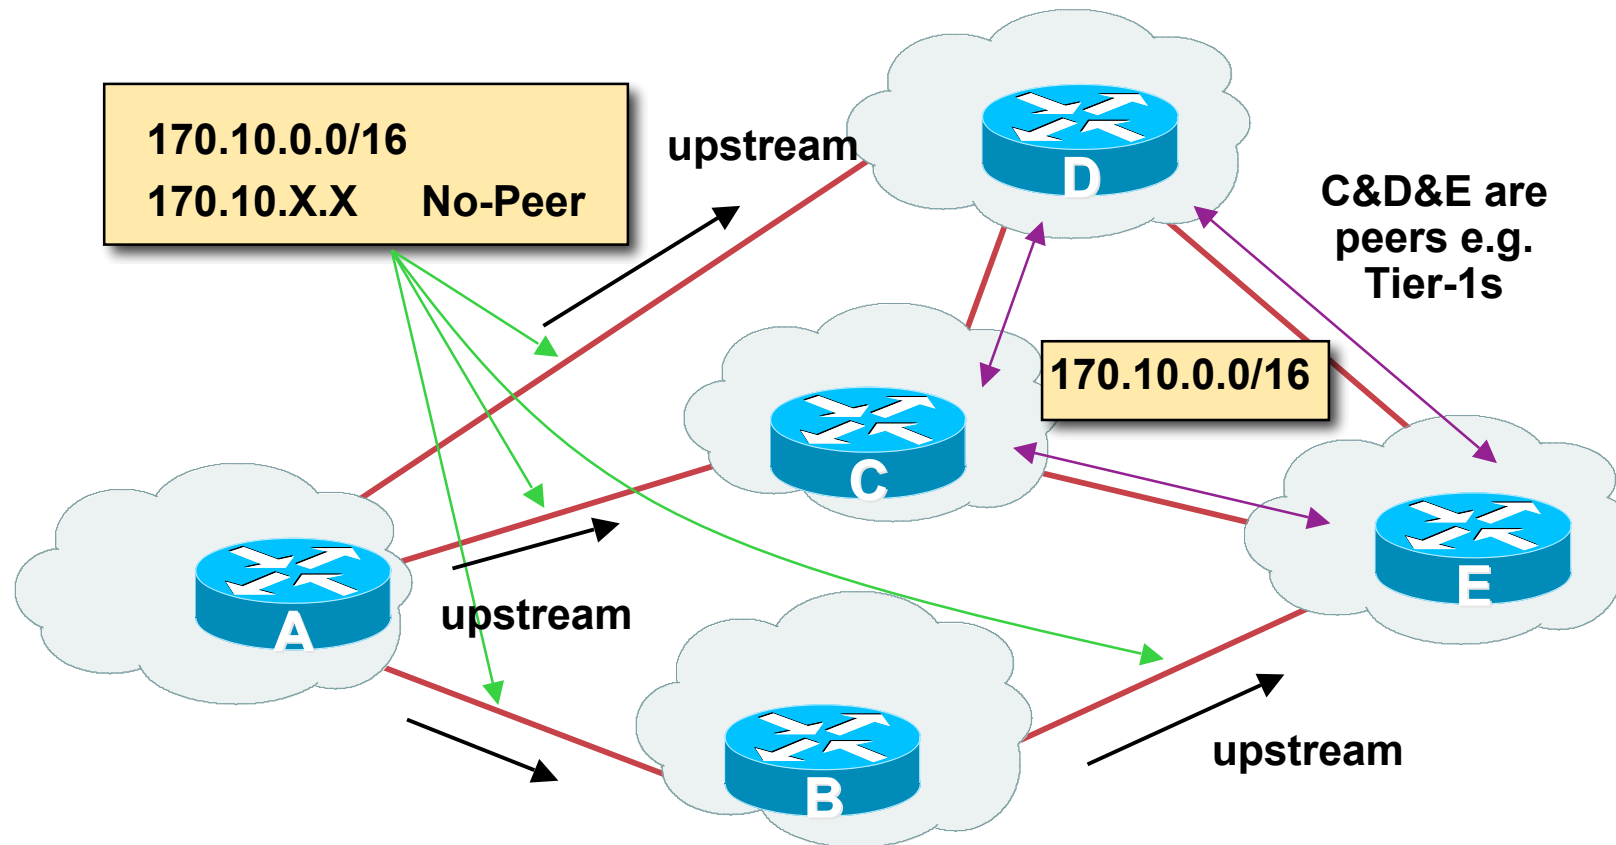 170.10.0.0/16
170.10.X.X No-Peer
upstream
D
C&D&E are
peers e.g.
Tier-1s
170.10.0.0/16
C
A
E
upstream
B
upstream